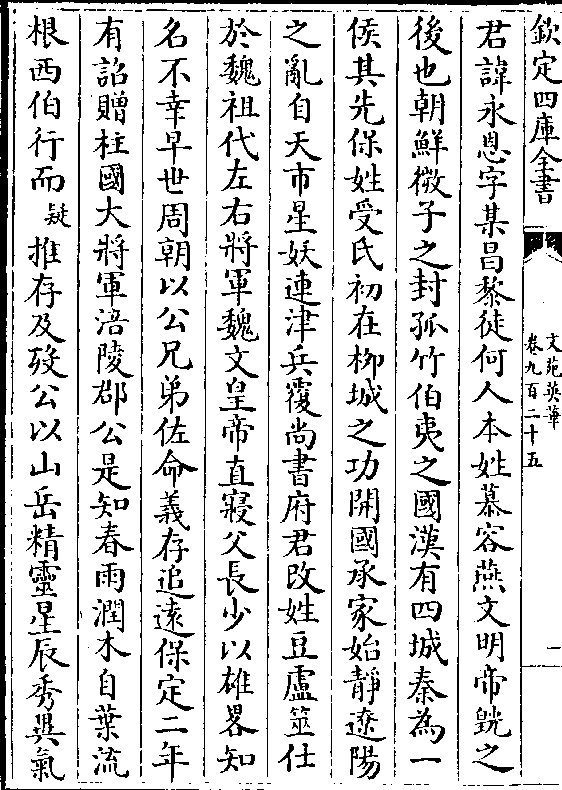 欽定四庫全書
文苑英華
卷九百二十五
一
君諱永恩字某昌黎徒何人本姓慕容燕文明帝皝之
後也朝鮮微子之封孤竹伯夷之國漢有四城秦為一
侯其先保姓受氏初在柳城之功開國承家始靜遼陽
之亂自天市星妖連津兵覆尚書府君改姓豆盧筮仕
於魏祖代左右將軍魏文皇帝直寢父長少以雄畧知
名不幸早世周朝以公兄弟佐命義存追遠保定二年
有詔贈柱國大將軍涪陵郡公是知春雨潤木自葉流
根西伯行而疑推存及歿公以山岳精靈星辰秀異氣